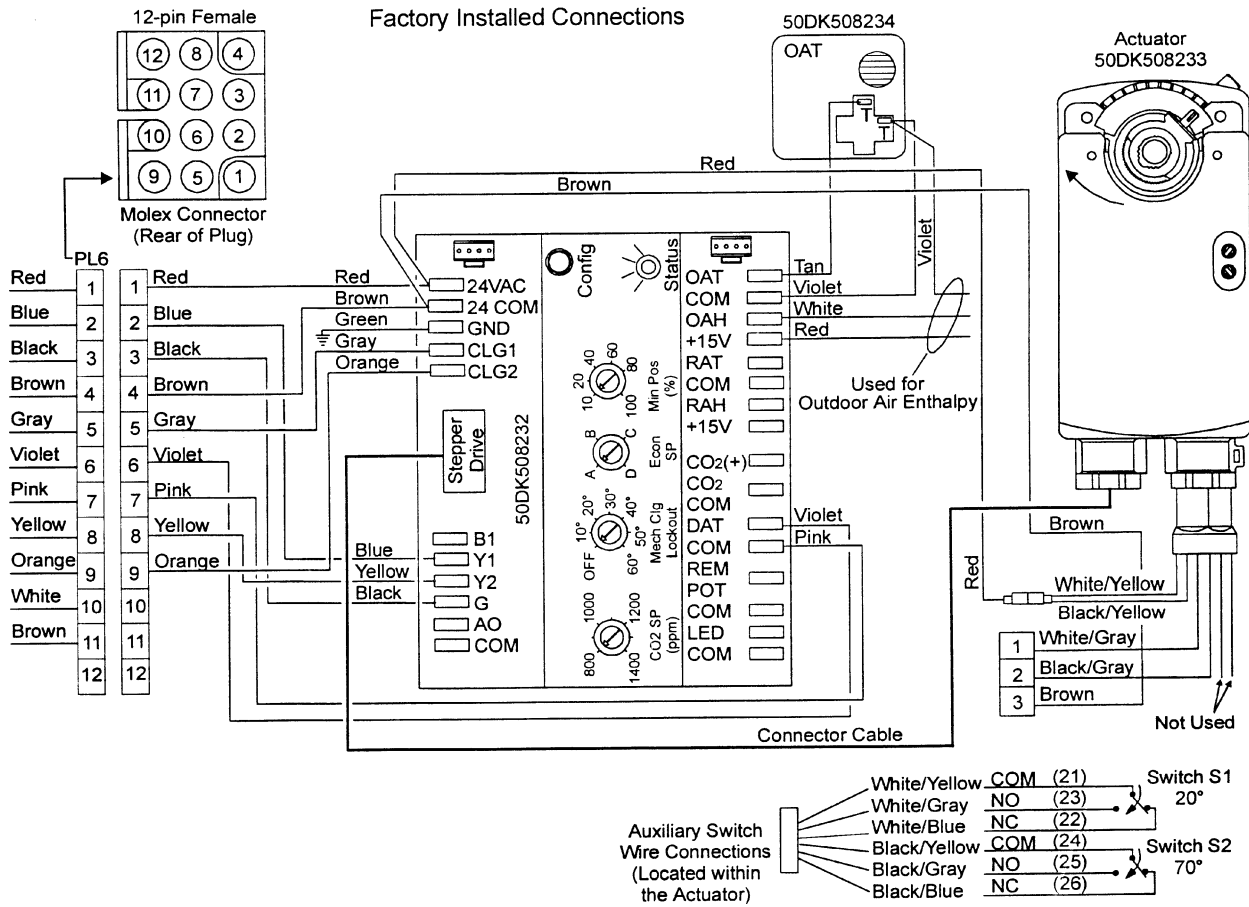 12-pin Female
Factory Installed Connections
12 8 4
11 7 3
10 6 2
9 5 1
Molex Connector
(Rear of Plug)
PL6
Red
Blue
Black
Brown
Gray
Violet
Pink
Yellow
Orange
White
Brown
1
2
3
4
5
6
7
8
9
10
11
12
1
2
3
4
5
6
7
8
9
10
11
12
Red
Blue
Black
Brown
Gray
Violet
Pink
Yellow
Orange
Red
Brown
Green
Gray
Orange
24VAC
24 COM
GND
CLG1
CLG2
Stepper
Drive
50DK508232
Blue
Yellow
Black
B1
Y1
Y2
G
AO
COM
Config
Status
10 20 40 60 80 100
Min Pos
(%)
A B C D
Econ
SP
OFF 10° 20° 30° 40° 50° 60°
Mech Clg
Lockout
800 1000 1200 1400
CO2 SP
(ppm)
OAT
COM
OAH
+15V
RAT
COM
RAH
+15V
CO2(+)
CO2
COM
DAT
COM
REM
POT
COM
LED
COM
Tan
Violet
White
Red
Violet
Pink
Red
Brown
50DK508234
OAT
T
T
Violet
Used for
Outdoor Air Enthalpy
Actuator
50DK508233
Brown
Red
White/Yellow
Black/Yellow
1 White/Gray
2 Black/Gray
3 Brown
Not Used
Connector Cable
Auxiliary Switch
Wire Connections
(Located within
the Actuator)
White/Yellow COM (21)
White/Gray NO (23)
White/Blue NC (22)
Black/Yellow COM (24)
Black/Gray NO (25)
Black/Blue NC (26)
Switch S1
20°
Switch S2
70°